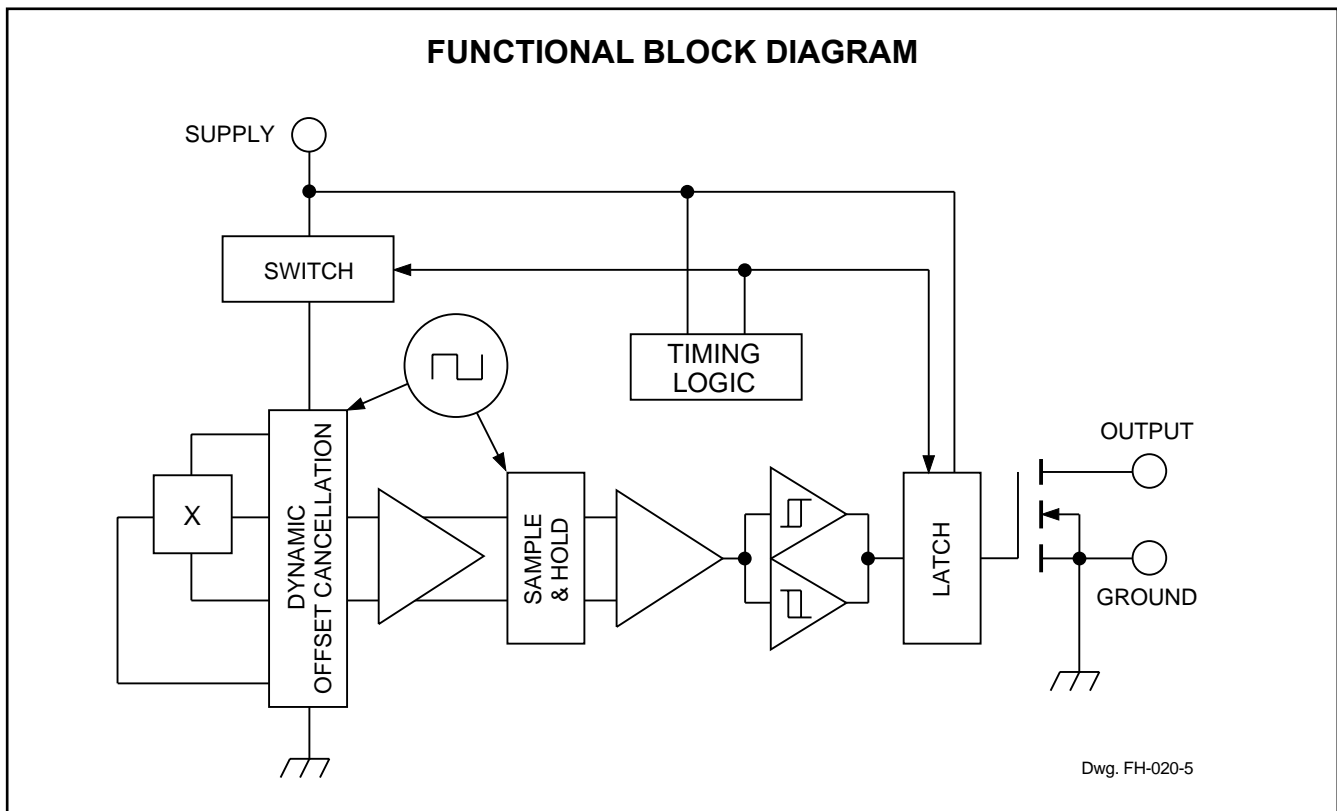 FUNCTIONAL BLOCK DIAGRAM
SUPPLY
SWITCH
TIMING
LOGIC
X
DYNAMIC
OFFSET CANCELLATION
SAMPLE
& HOLD
LATCH
OUTPUT
GROUND
Dwg. FH-020-5